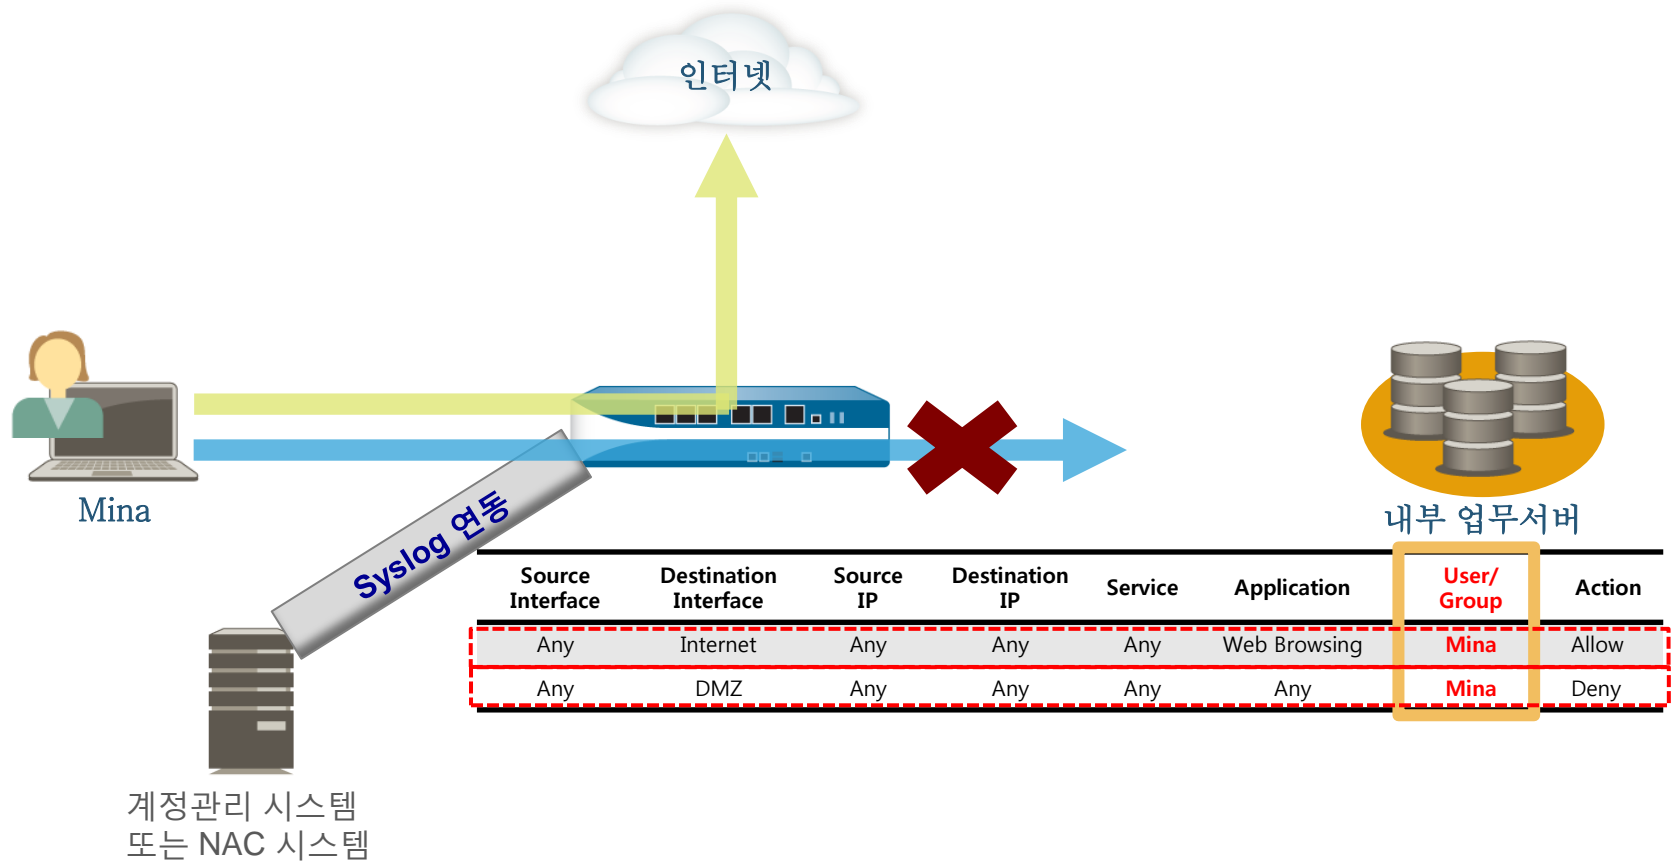 인터넷
Mina
Syslog 연동
내부 업무서버
Source Interface Destination Interface Source IP Destination IP Service Application User/ Group Action
Any Internet Any Any Any Web Browsing Mina Allow
Any DMZ Any Any Any Any Mina Deny
계정관리 시스템
또는 NAC 시스템